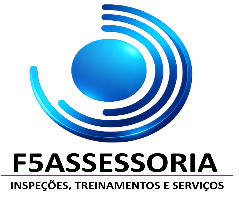 F5ASSESSORIA
INSPEÇÕES, TREINAMENTOS E SERVIÇOS